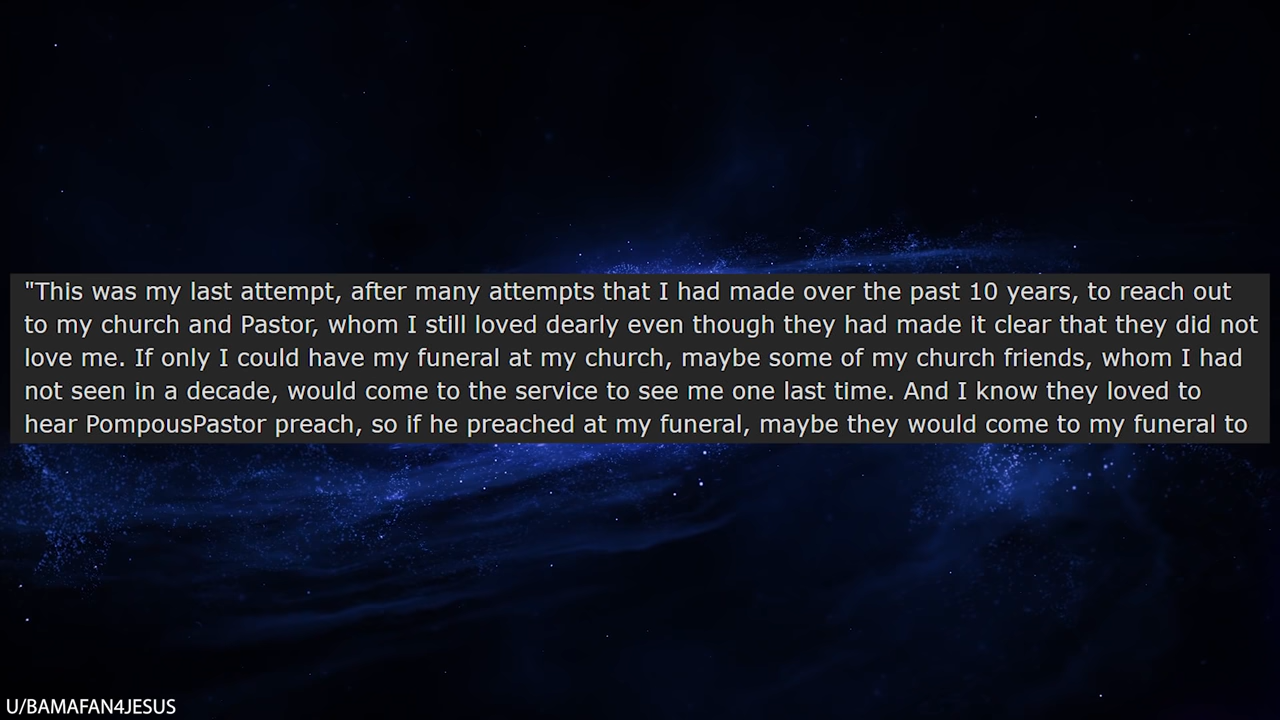 "This was my last attempt, after many attempts that I had made over the past 10 years, to reach out
to my church and Pastor, whom I still loved dearly even though they had made it clear that they did not
love me. If only I could have my funeral at my church, maybe some of my church friends, whom I had
not seen in a decade, would come to the service to see me one last time. And I know they loved to
hear PompousPastor preach, so if he preached at my funeral, maybe they would come to my funeral to
U/BAMAFAN4JESUS